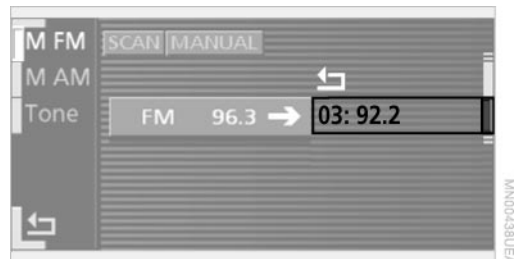 M FM SCAN MANUAL
M AM
Tone FM 96.3 03: 92.2
MN00438UEA